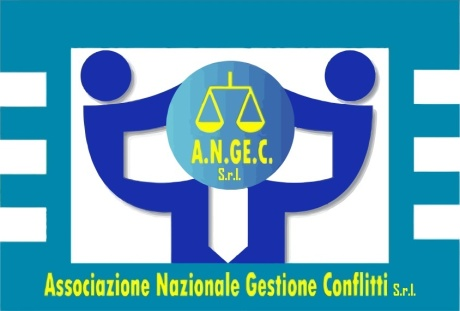 A.N.GE.C.
S.r.l.
Associazione Nazionale Gestione Conflitti S.r.l.